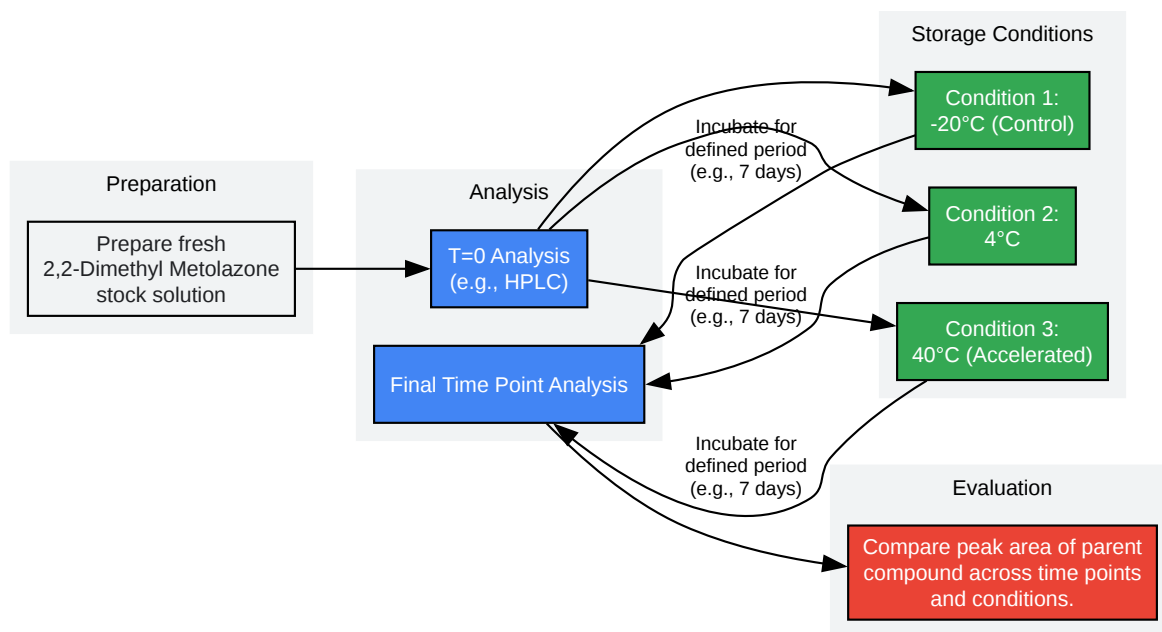 Preparation
Prepare fresh
2,2-Dimethyl Metolazone
stock solution
Analysis
T=0 Analysis
(e.g., HPLC)
Final Time Point Analysis
Incubate for
defined period
(e.g., 7 days)
Incubate for
defined period
(e.g., 7 days)
Incubate for
defined period
(e.g., 7 days)
Storage Conditions
Condition 1:
-20°C (Control)
Condition 2:
4°C
Condition 3:
40°C (Accelerated)
Evaluation
Compare peak area of parent
compound across time points
and conditions.